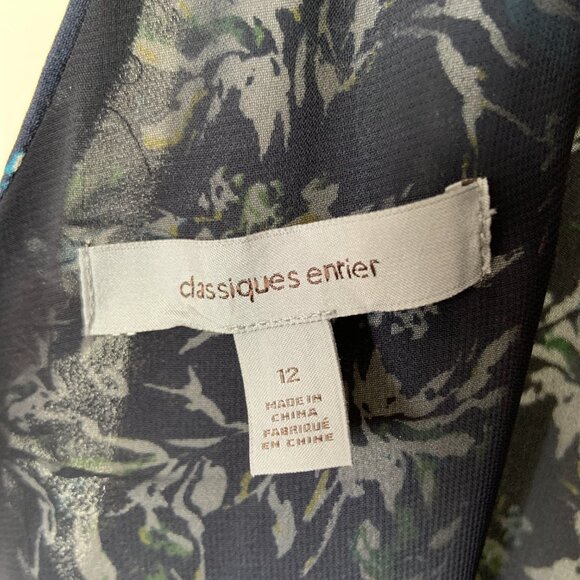 classiques entier
12
MADE IN
CHINA
FABRIQUÉ
EN CHINE